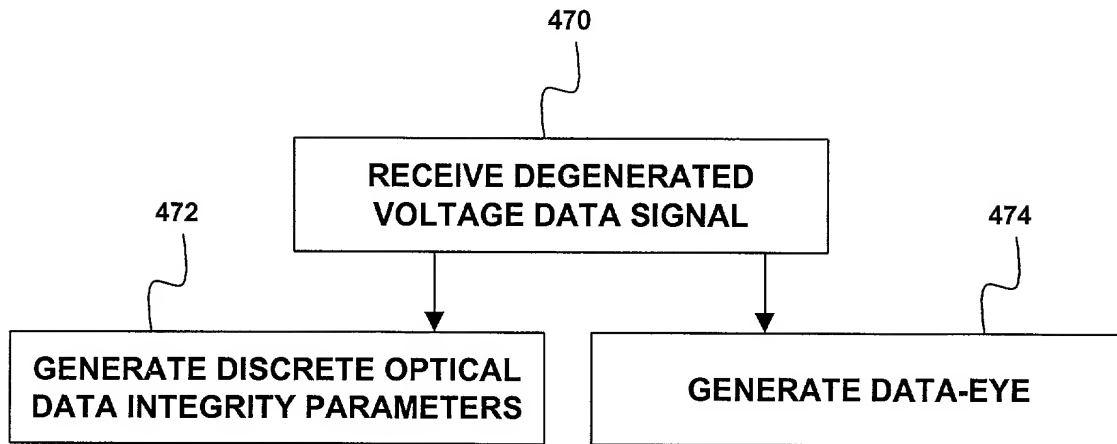 470
RECEIVE DEGENERATED
VOLTAGE DATA SIGNAL
472
474
GENERATE DISCRETE OPTICAL
DATA INTEGRITY PARAMETERS
GENERATE DATA-EYE